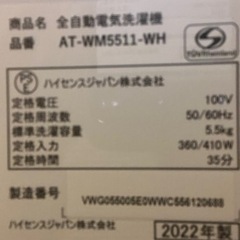 商品名 全自動電気洗濯機
品番 AT-WM5511-WH
TÜVRheinland
ハイセンスジャパン株式会社
定格電圧 100V
定格周波数 50/60Hz
標準洗濯容量 5.5kg
定格入力 360/410W
定格時間 35分
製造番号 VWG055005E0WWC556120688
ハイセンスジャパン株式会社 2022年製